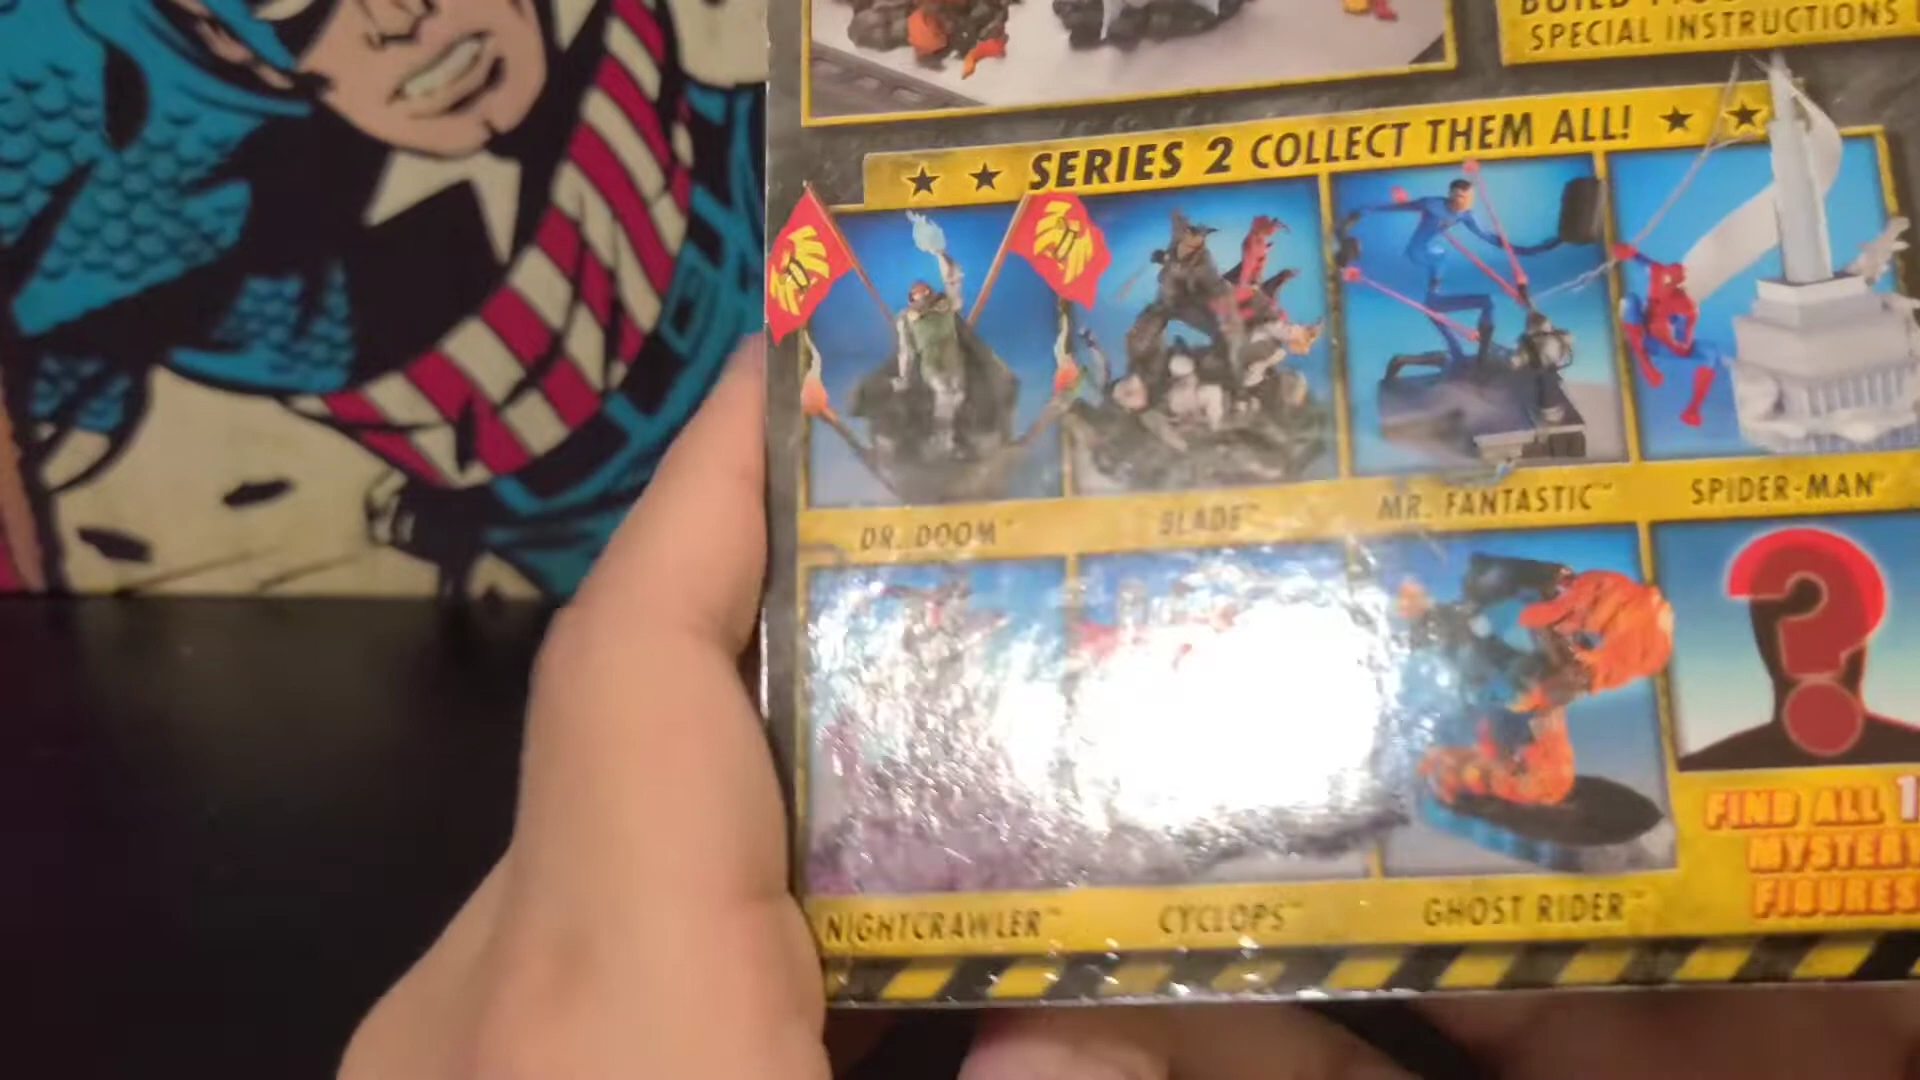 SPECIAL INSTRUCTIONS
SERIES 2 COLLECT THEM ALL!
DR. DOOM™ BLADE™ MR. FANTASTIC™ SPIDER-MAN™
NIGHTCRAWLER™ CYCLOPS™ GHOST RIDER™
FIND ALL
MYSTERY
FIGURES